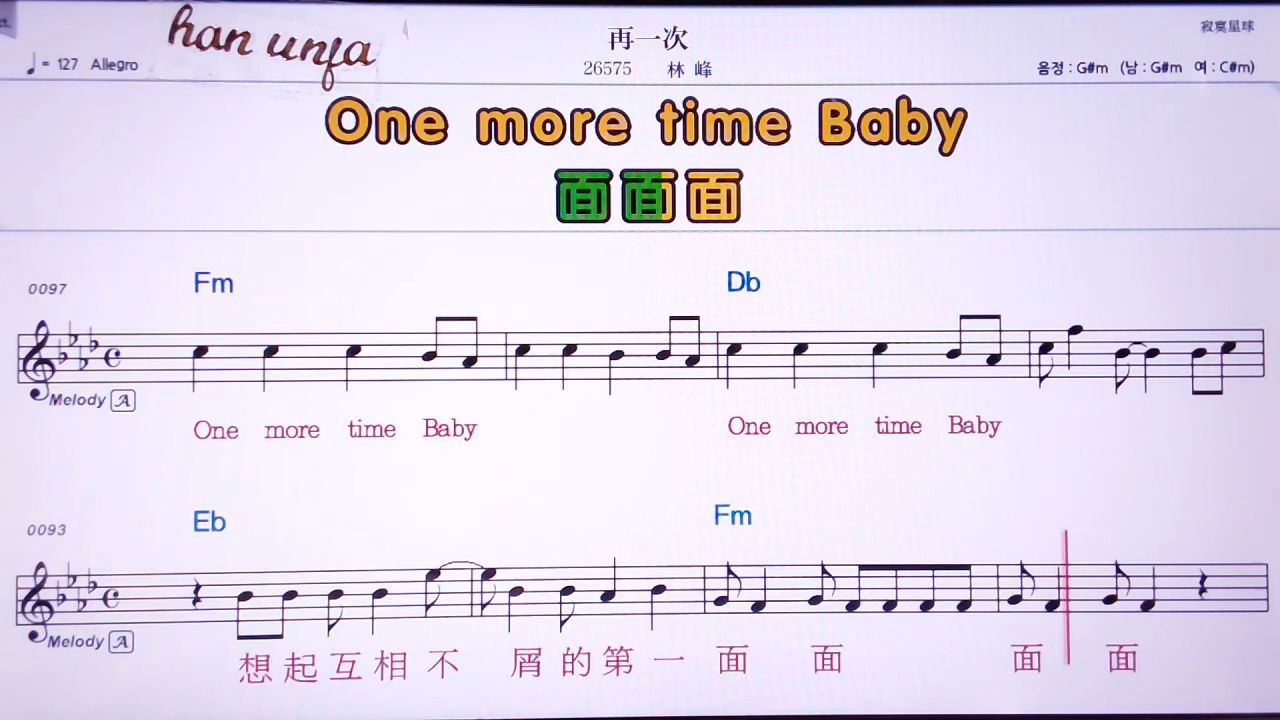 han unfa
再一次
寂寞星球
♩= 127 Allegro
26575 林 峰
음정 : G#m (남 : G#m 여 : C#m)
One more time Baby
面面面
0097 Fm Db
Melody A
One more time Baby One more time Baby
0093 Eb Fm
Melody A
想起互相不 屑的第一面 面 面 面